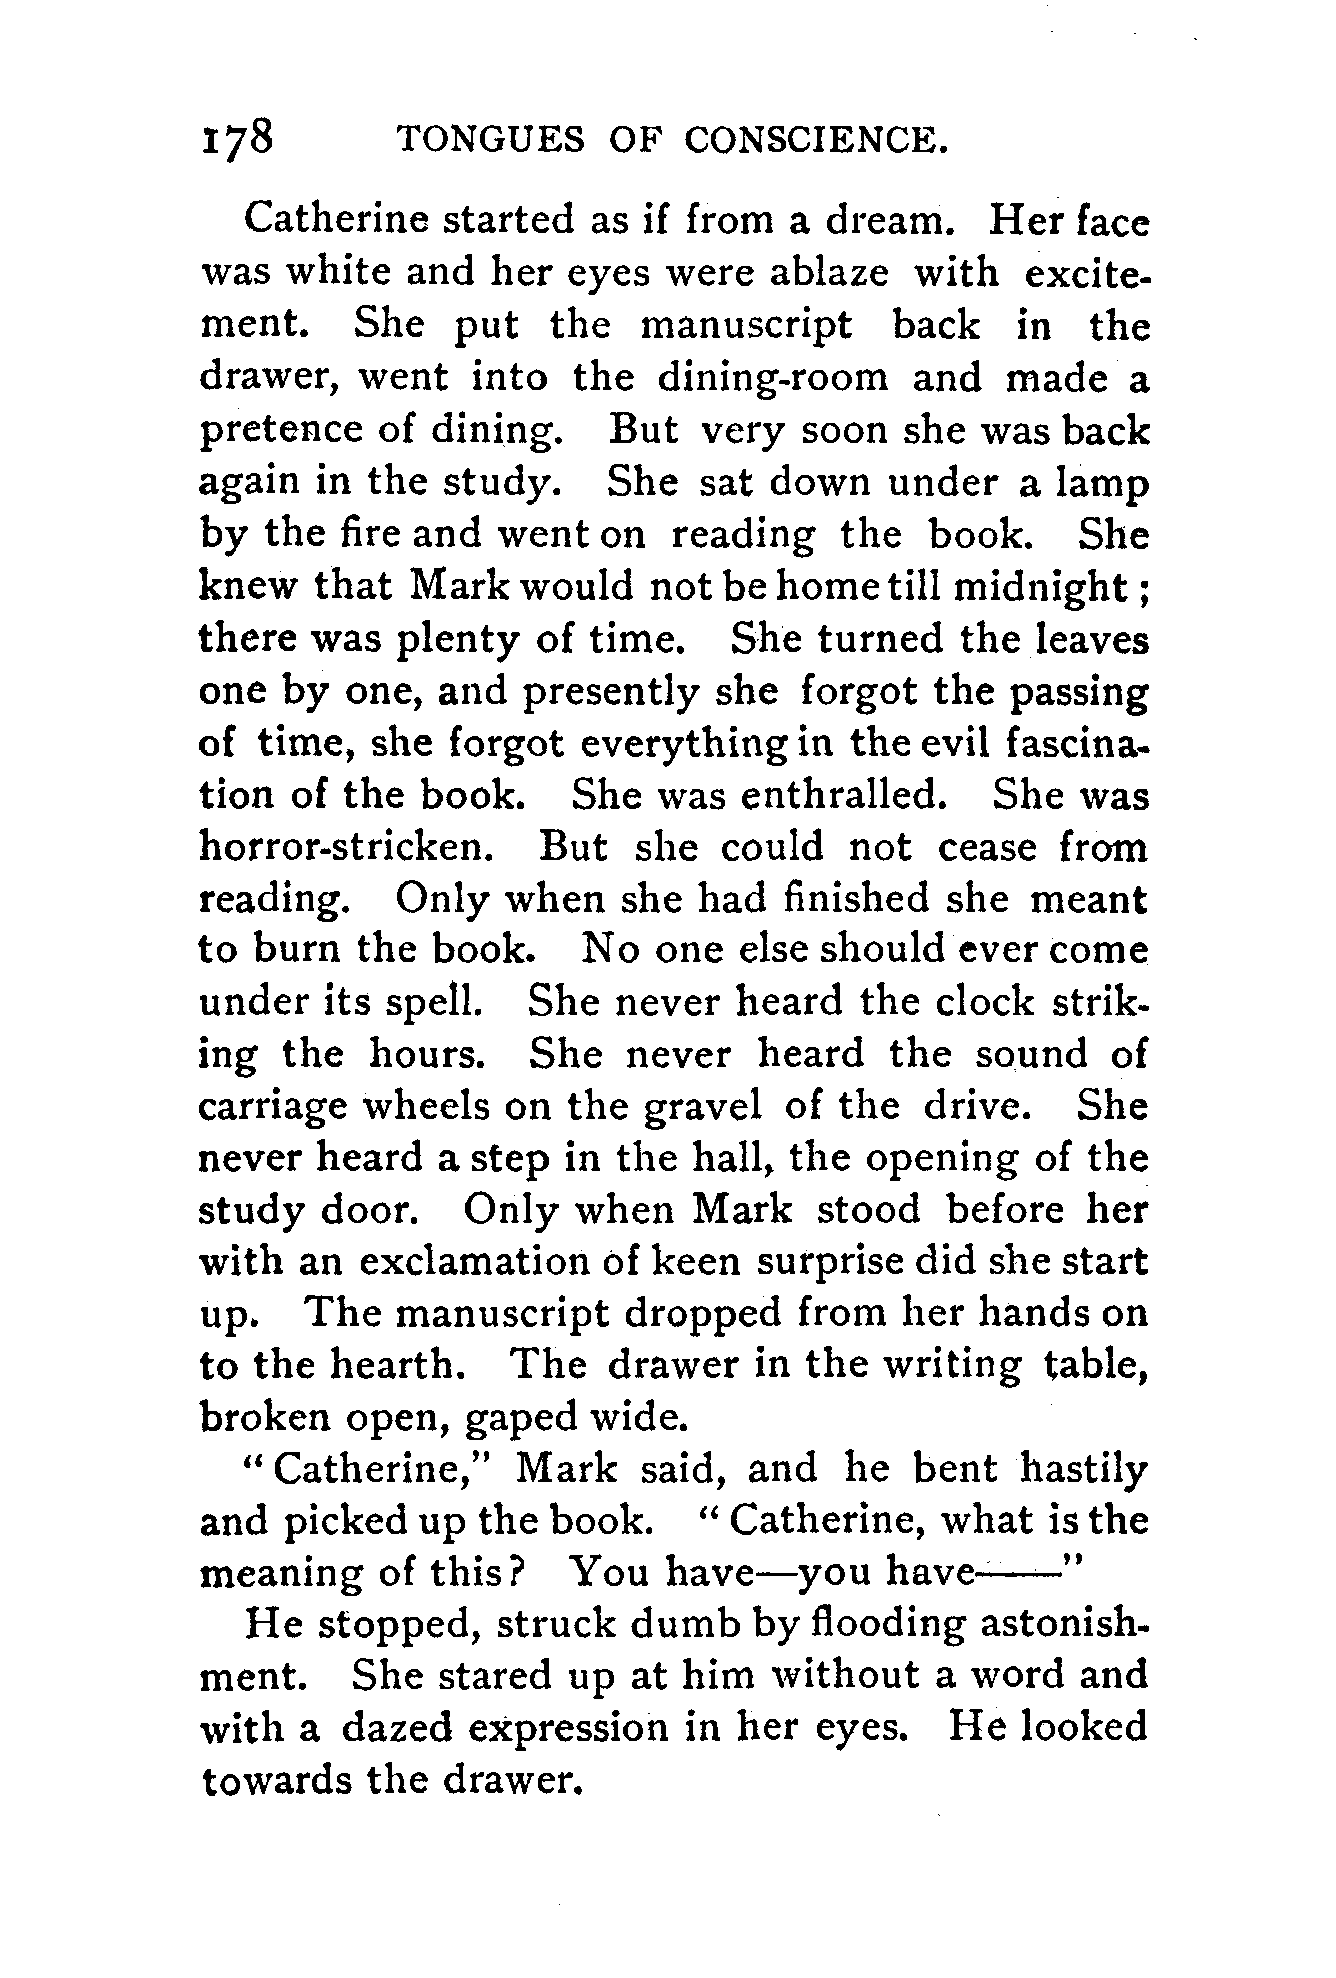 178 TONGUES OF CONSCIENCE.
Catherine started as if from a dream. Her face
was white and her eyes were ablaze with excite-
ment. She put the manuscript back in the
drawer, went into the dining-room and made a
pretence of dining. But very soon she was back
again in the study. She sat down under a lamp
by the fire and went on reading the book. She
knew that Mark would not be home till midnight ;
there was plenty of time. She turned the leaves
one by one, and presently she forgot the passing
of time, she forgot everything in the evil fascina-
tion of the book. She was enthralled. She was
horror-stricken. But she could not cease from
reading. Only when she had finished she meant
to burn the book. No one else should ever come
under its spell. She never heard the clock strik-
ing the hours. She never heard the sound of
carriage wheels on the gravel of the drive. She
never heard a step in the hall, the opening of the
study door. Only when Mark stood before her
with an exclamation of keen surprise did she start
up. The manuscript dropped from her hands on
to the hearth. The drawer in the writing table,
broken open, gaped wide.
“ Catherine,” Mark said, and he bent hastily
and picked up the book. “ Catherine, what is the
meaning of this? You have—you have——”
He stopped, struck dumb by flooding astonish-
ment. She stared up at him without a word and
with a dazed expression in her eyes. He looked
towards the drawer.